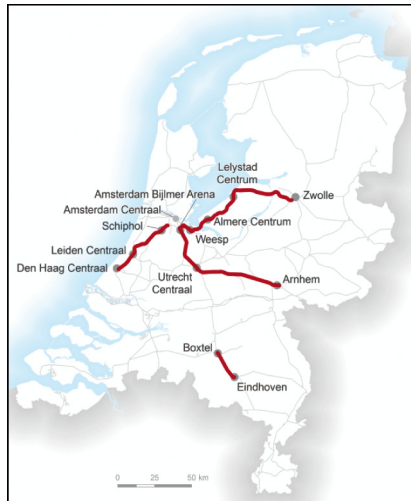 Lelystad
Centrum
Amsterdam Bijlmer Arena
Zwolle
Amsterdam Centraal
Almere Centrum
Schiphol
Weesp
Leiden Centraal
Den Haag Centraal
Utrecht
Centraal
Arnhem
Boxtel
Eindhoven
0 25 50 km